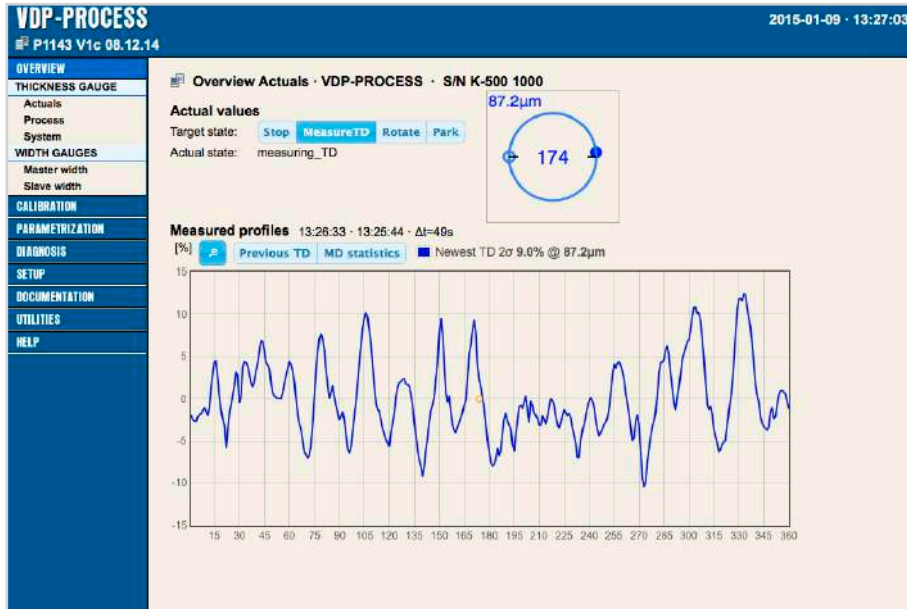 VDP-PROCESS
2015-01-09 · 13:27:03
P1143 V1c 08.12.14
OVERVIEW
THICKNESS GAUGE
Actuals
Process
System
WIDTH GAUGES
Master width
Slave width
CALIBRATION
PARAMETRIZATION
DIAGNOSIS
SETUP
DOCUMENTATION
UTILITIES
HELP
Overview Actuals · VDP-PROCESS · S/N K-500 1000
Actual values
Target state: Stop MeasureTD Rotate Park
Actual state: measuring_TD
87.2µm
174
Measured profiles 13:26:33 - 13:25:44 - Δt=49s
[%] Previous TD MD statistics Newest TD 2σ 9.0% @ 87.2µm
15
10
5
0
-5
-10
-15
15 30 45 60 75 90 105 120 135 150 165 180 195 210 225 240 255 270 285 300 315 330 345 360